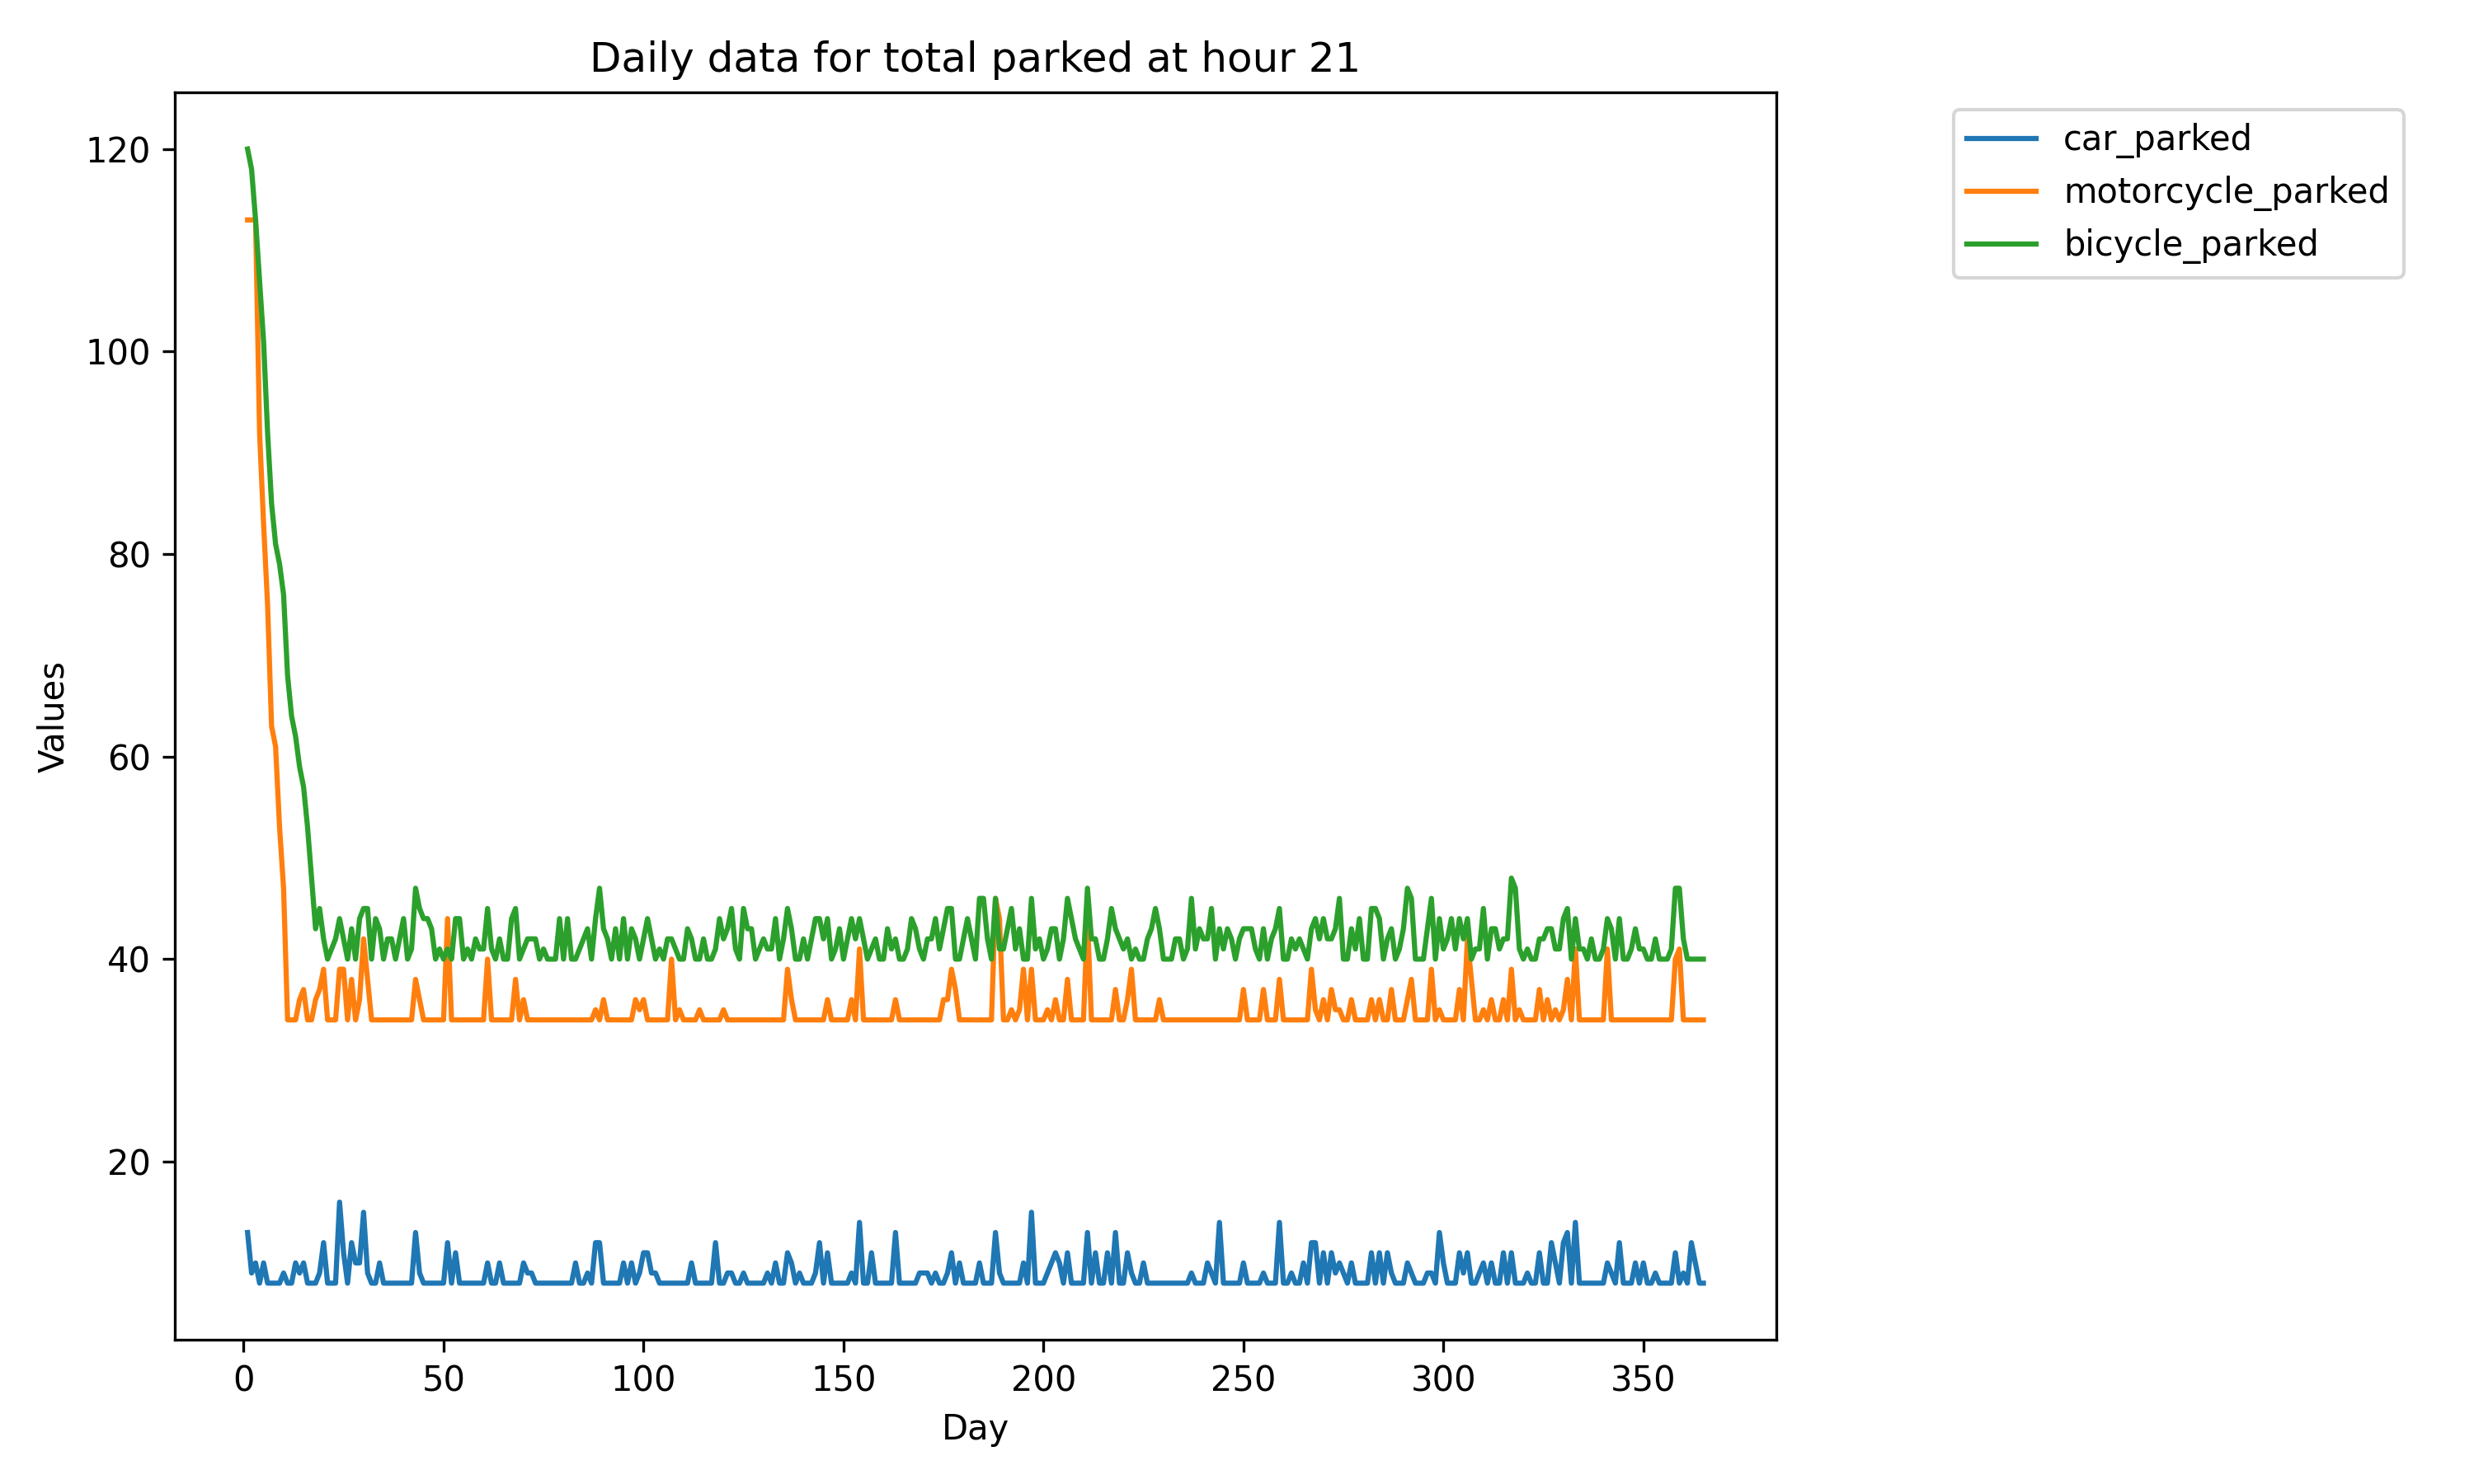 Daily data for total parked at hour 21
car_parked
motorcycle_parked
bicycle_parked
120
100
80
60
40
20
Values
0 50 100 150 200 250 300 350
Day